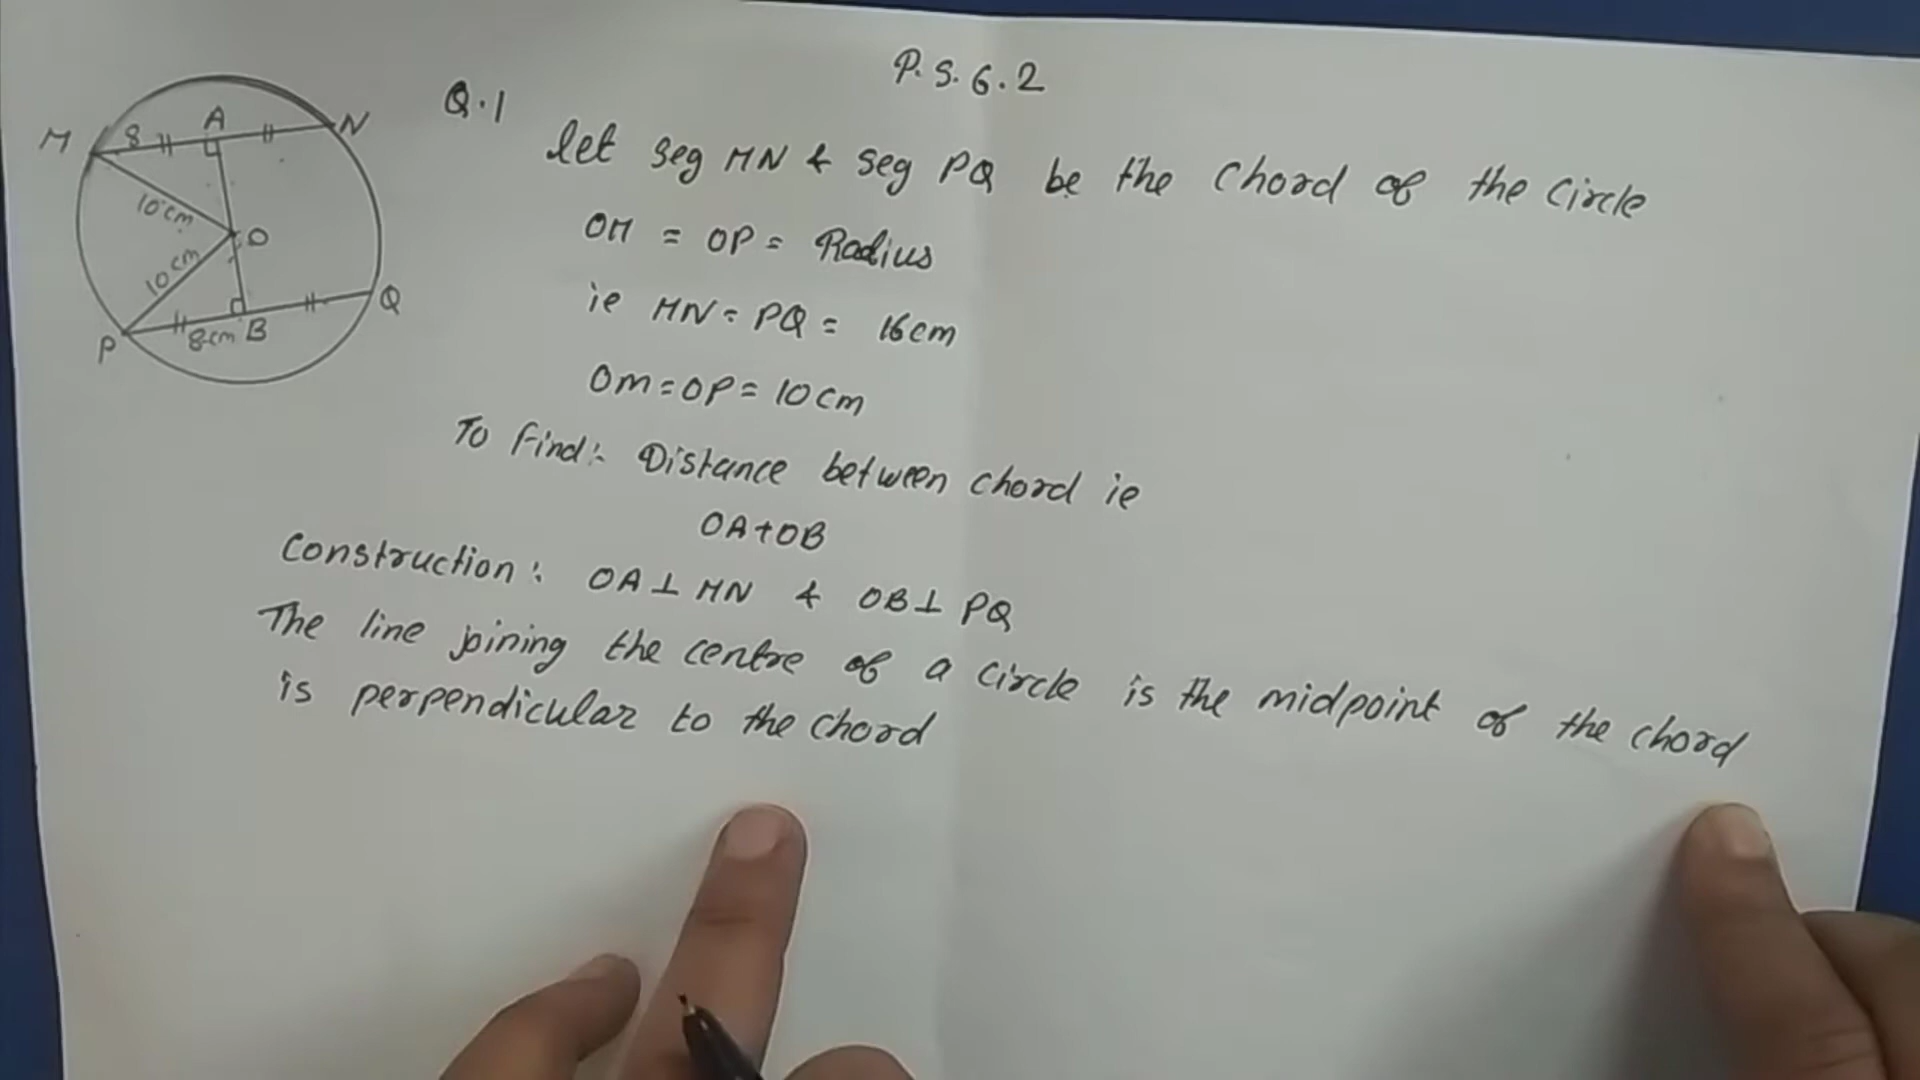 P.S. 6.2
Q.1
M
8
A
N
10cm
O
10cm
Q
P
8cm
B
let seg MN & seg PQ be the chord of the circle
OM = OP = Radius
ie MN = PQ = 16cm
OM = OP = 10cm
To find:- Distance between chord ie
OA+OB
Construction: OA⊥MN & OB⊥PQ
The line joining the centre of a circle is the midpoint of the chord
is perpendicular to the chord